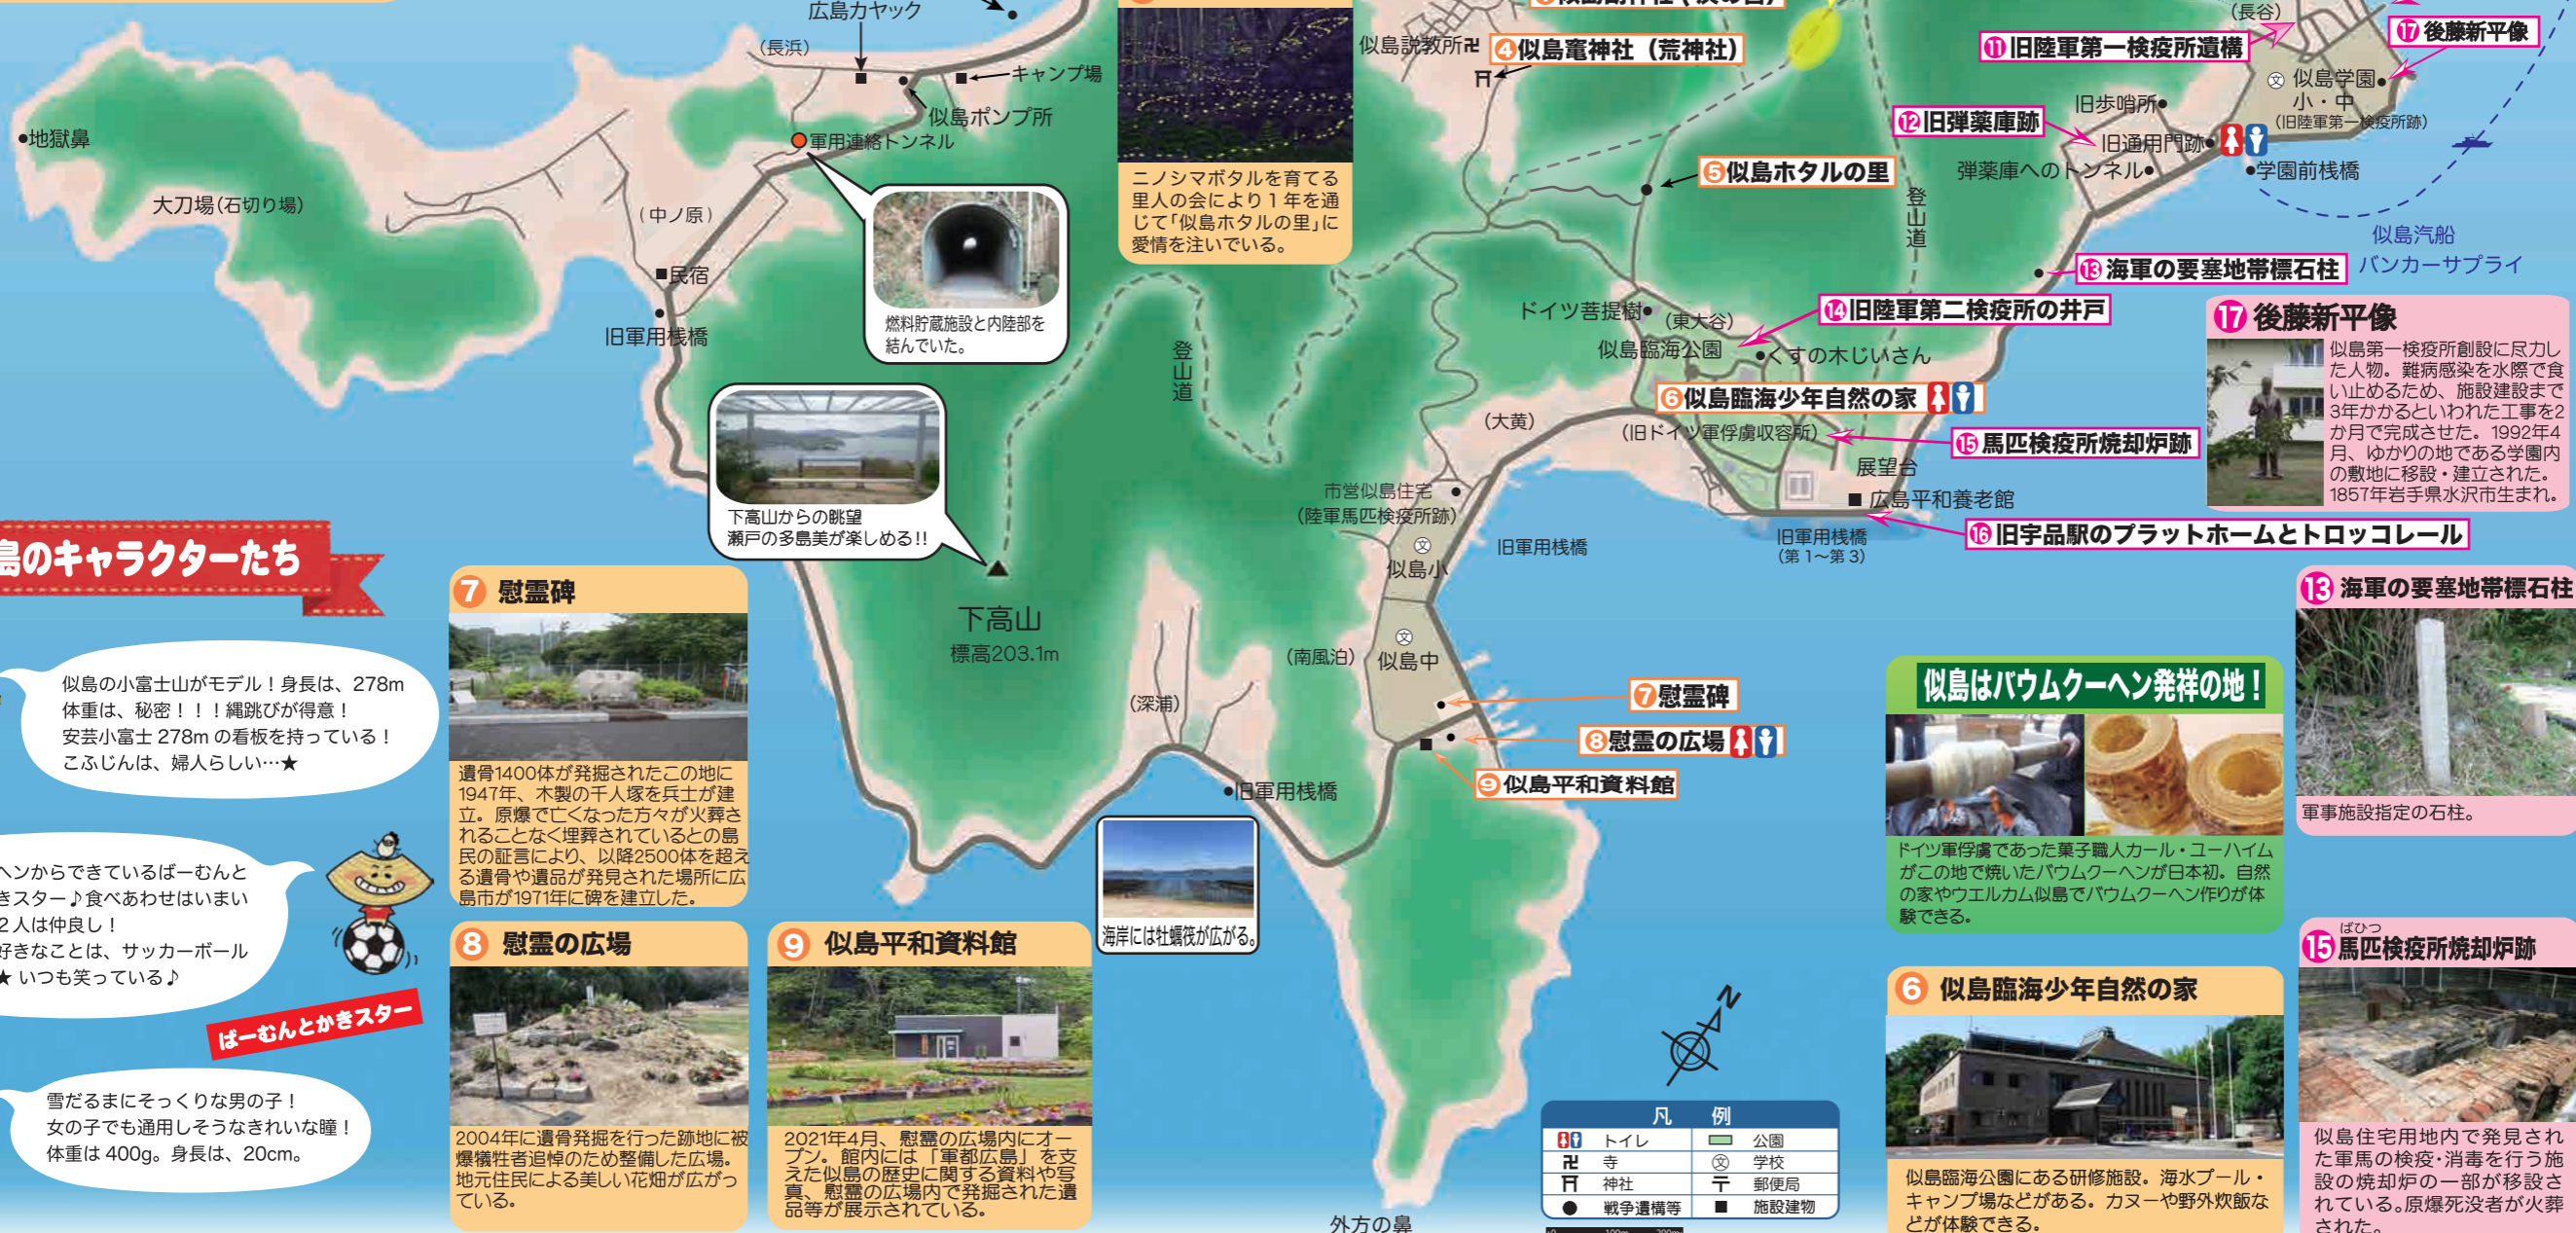 広島カヤック
(長浜)
キャンプ場
似島ポンプ所
軍用連絡トンネル
地獄鼻
大刀場(石切り場)
(中ノ原)
民宿
旧軍用桟橋
燃料貯蔵施設と内陸部を
結んでいた。
下高山からの眺望
瀬戸の多島美が楽しめる!!
登山道
下高山
標高203.1m
ニノシマボタルを育てる
里人の会により1年を通
じて「似島ホタルの里」に
愛情を注いでいる。
似島説教所卍
④似島竈神社(荒神社)
⑤似島ホタルの里
登山道
(長谷)
⑪旧陸軍第一検疫所遺構
⑰後藤新平像
似島学園
小・中
(旧陸軍第一検疫所跡)
旧歩哨所
⑫旧弾薬庫跡
旧通用門跡
弾薬庫へのトンネル
学園前桟橋
似島汽船
バンカーサプライ
⑬海軍の要塞地帯標石柱
⑭旧陸軍第二検疫所の井戸
ドイツ菩提樹
(東大谷)
似島臨海公園
くすの木じいさん
⑥似島臨海少年自然の家
(大黄)
(旧ドイツ軍俘虜収容所)
⑮馬匹検疫所焼却炉跡
展望台
広島平和養老館
⑯旧宇品駅のプラットホームとトロッコレール
旧軍用桟橋
(第1～第3)
市営似島住宅
(陸軍馬匹検疫所跡)
旧軍用桟橋
文
似島小
文
(南風泊)
似島中
(深浦)
旧軍用桟橋
⑦慰霊碑
⑧慰霊の広場
⑨似島平和資料館
海岸には牡蠣筏が広がる。
外方の鼻
⑰後藤新平像
似島第一検疫所創設に尽力し
た人物。難病感染を水際で食
い止めるため、施設建設まで
3年かかるといわれた工事を2
か月で完成させた。1992年4
月、ゆかりの地である学園内
の敷地に移設・建立された。
1857年岩手県水沢市生まれ。
島のキャラクターたち
似島の小富士山がモデル！身長は、278m
体重は、秘密！！！縄跳びが得意！
安芸小富士 278m の看板を持っている！
こふじんは、婦人らしい…★
ヘンからできているばーむんと
きスター♪食べあわせはいまい
2人は仲良し！
好きなことは、サッカーボール
★ いつも笑っている♪
ばーむんとかきスター
雪だるまにそっくりな男の子！
女の子でも通用しそうなきれいな瞳！
体重は 400g。身長は、20cm。
⑦ 慰霊碑
遺骨1400体が発掘されたこの地に
1947年、木製の千人塚を兵士が建
立。原爆で亡くなった方々が火葬さ
れることなく埋葬されているとの島
民の証言により、以降2500体を超え
る遺骨や遺品が発見された場所に広
島市が1971年に碑を建立した。
⑧ 慰霊の広場
2004年に遺骨発掘を行った跡地に被
爆犠牲者追悼のため整備した広場。
地元住民による美しい花畑が広がっ
ている。
⑨ 似島平和資料館
2021年4月、慰霊の広場内にオー
プン。館内には「軍都広島」を支
えた似島の歴史に関する資料や写
真、慰霊の広場内で発掘された遺
品等が展示されている。
N
凡 例
トイレ 公園
卍 寺 文 学校
神社 〒 郵便局
● 戦争遺構等 ■ 施設建物
似島はバウムクーヘン発祥の地！
ドイツ軍俘虜であった菓子職人カール・ユーハイム
がこの地で焼いたバウムクーヘンが日本初。自然
の家やウエルカム似島でバウムクーヘン作りが体
験できる。
⑥ 似島臨海少年自然の家
似島臨海公園にある研修施設。海水プール・
キャンプ場などがある。カヌーや野外炊飯な
どが体験できる。
⑬ 海軍の要塞地帯標石柱
軍事施設指定の石柱。
ばひつ
⑮馬匹検疫所焼却炉跡
似島住宅用地内で発見され
た軍馬の検疫・消毒を行う施
設の焼却炉の一部が移設さ
れている。原爆死没者が火葬
された。